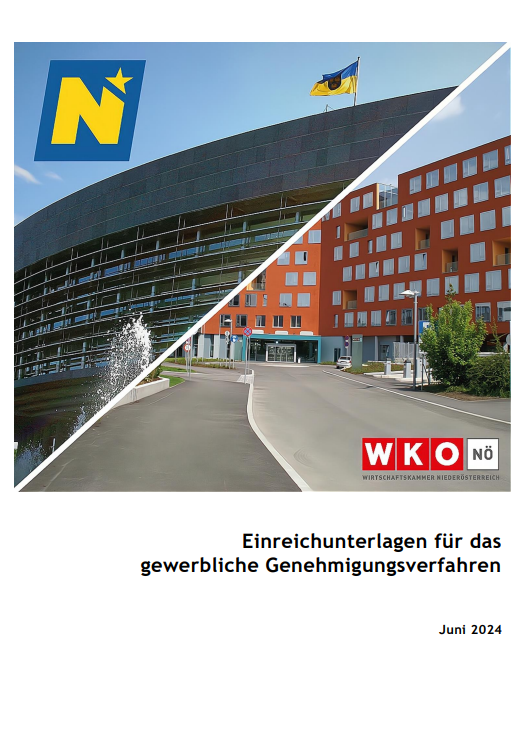 N
WKO NÖ
WIRTSCHAFTSKAMMER NIEDERÖSTERREICH
Einreichunterlagen für das
gewerbliche Genehmigungsverfahren
Juni 2024